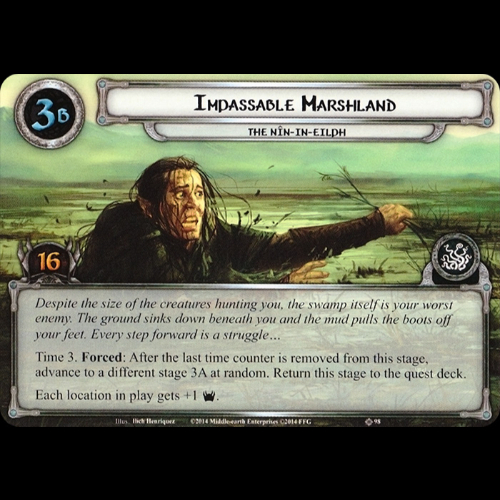 3B
IMPASSABLE MARSHLAND
THE NÎN-IN-EILPH
16
Despite the size of the creatures hunting you, the swamp itself is your worst
enemy. The ground sinks down beneath you and the mud pulls the boots off
your feet. Every step forward is a struggle…
Time 3. Forced: After the last time counter is removed from this stage,
advance to a different stage 3A at random. Return this stage to the quest deck.
Each location in play gets +1 .
Illus. Ilich Henriquez ©2014 Middle-earth Enterprises ©2014 FFG 98